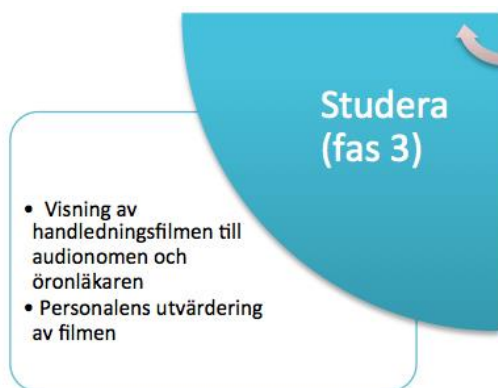 Studera
(fas 3)
• Visning av
handledningsfilmen till
audionomen och
öronläkaren
• Personalens utvärdering
av filmen